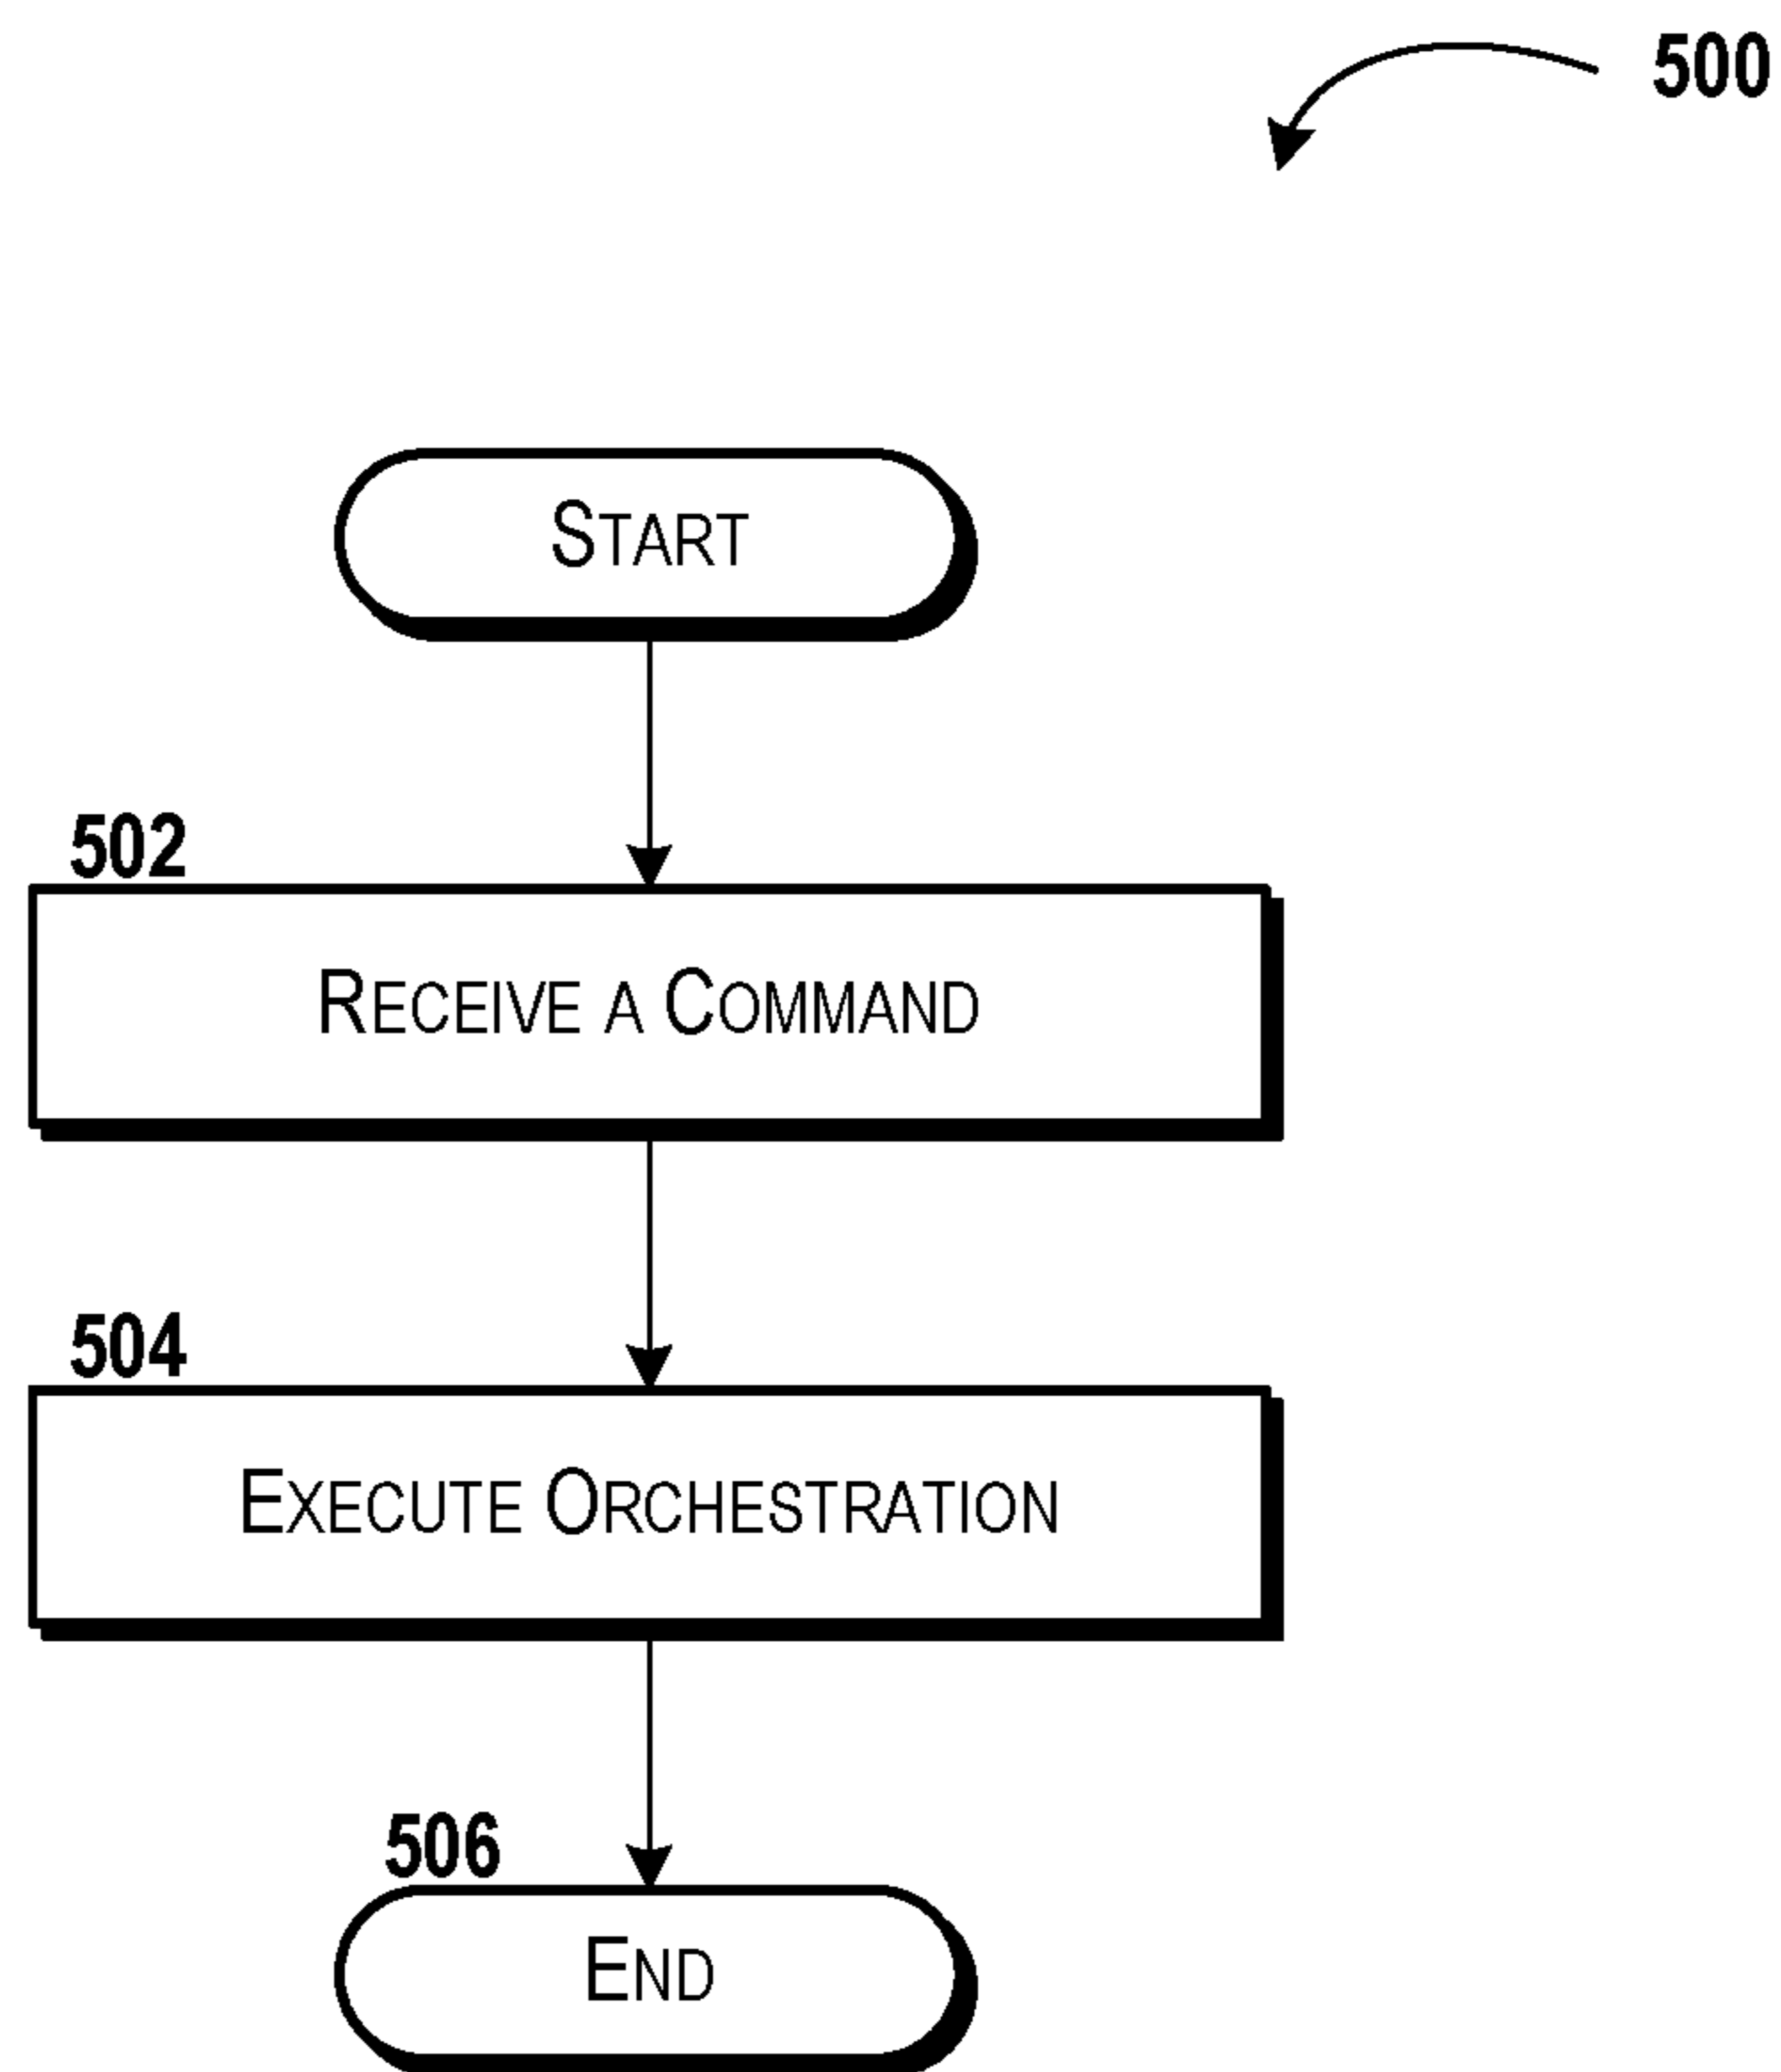 500
START
502
RECEIVE A COMMAND
504
EXECUTE ORCHESTRATION
506
END